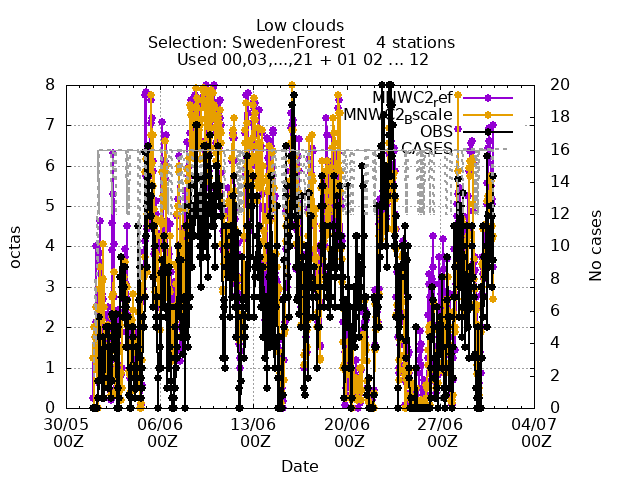 Low clouds
Selection: SwedenForest 4 stations
Used 00,03,...,21 + 01 02 ... 12
MNWC2_ref
MNWC2_Bscale
OBS
CASES
8
7
6
5
4
3
2
1
0
octas
20
18
16
14
12
10
8
6
4
2
0
No cases
30/05 06/06 13/06 20/06 27/06 04/07
00Z 00Z 00Z 00Z 00Z 00Z
Date